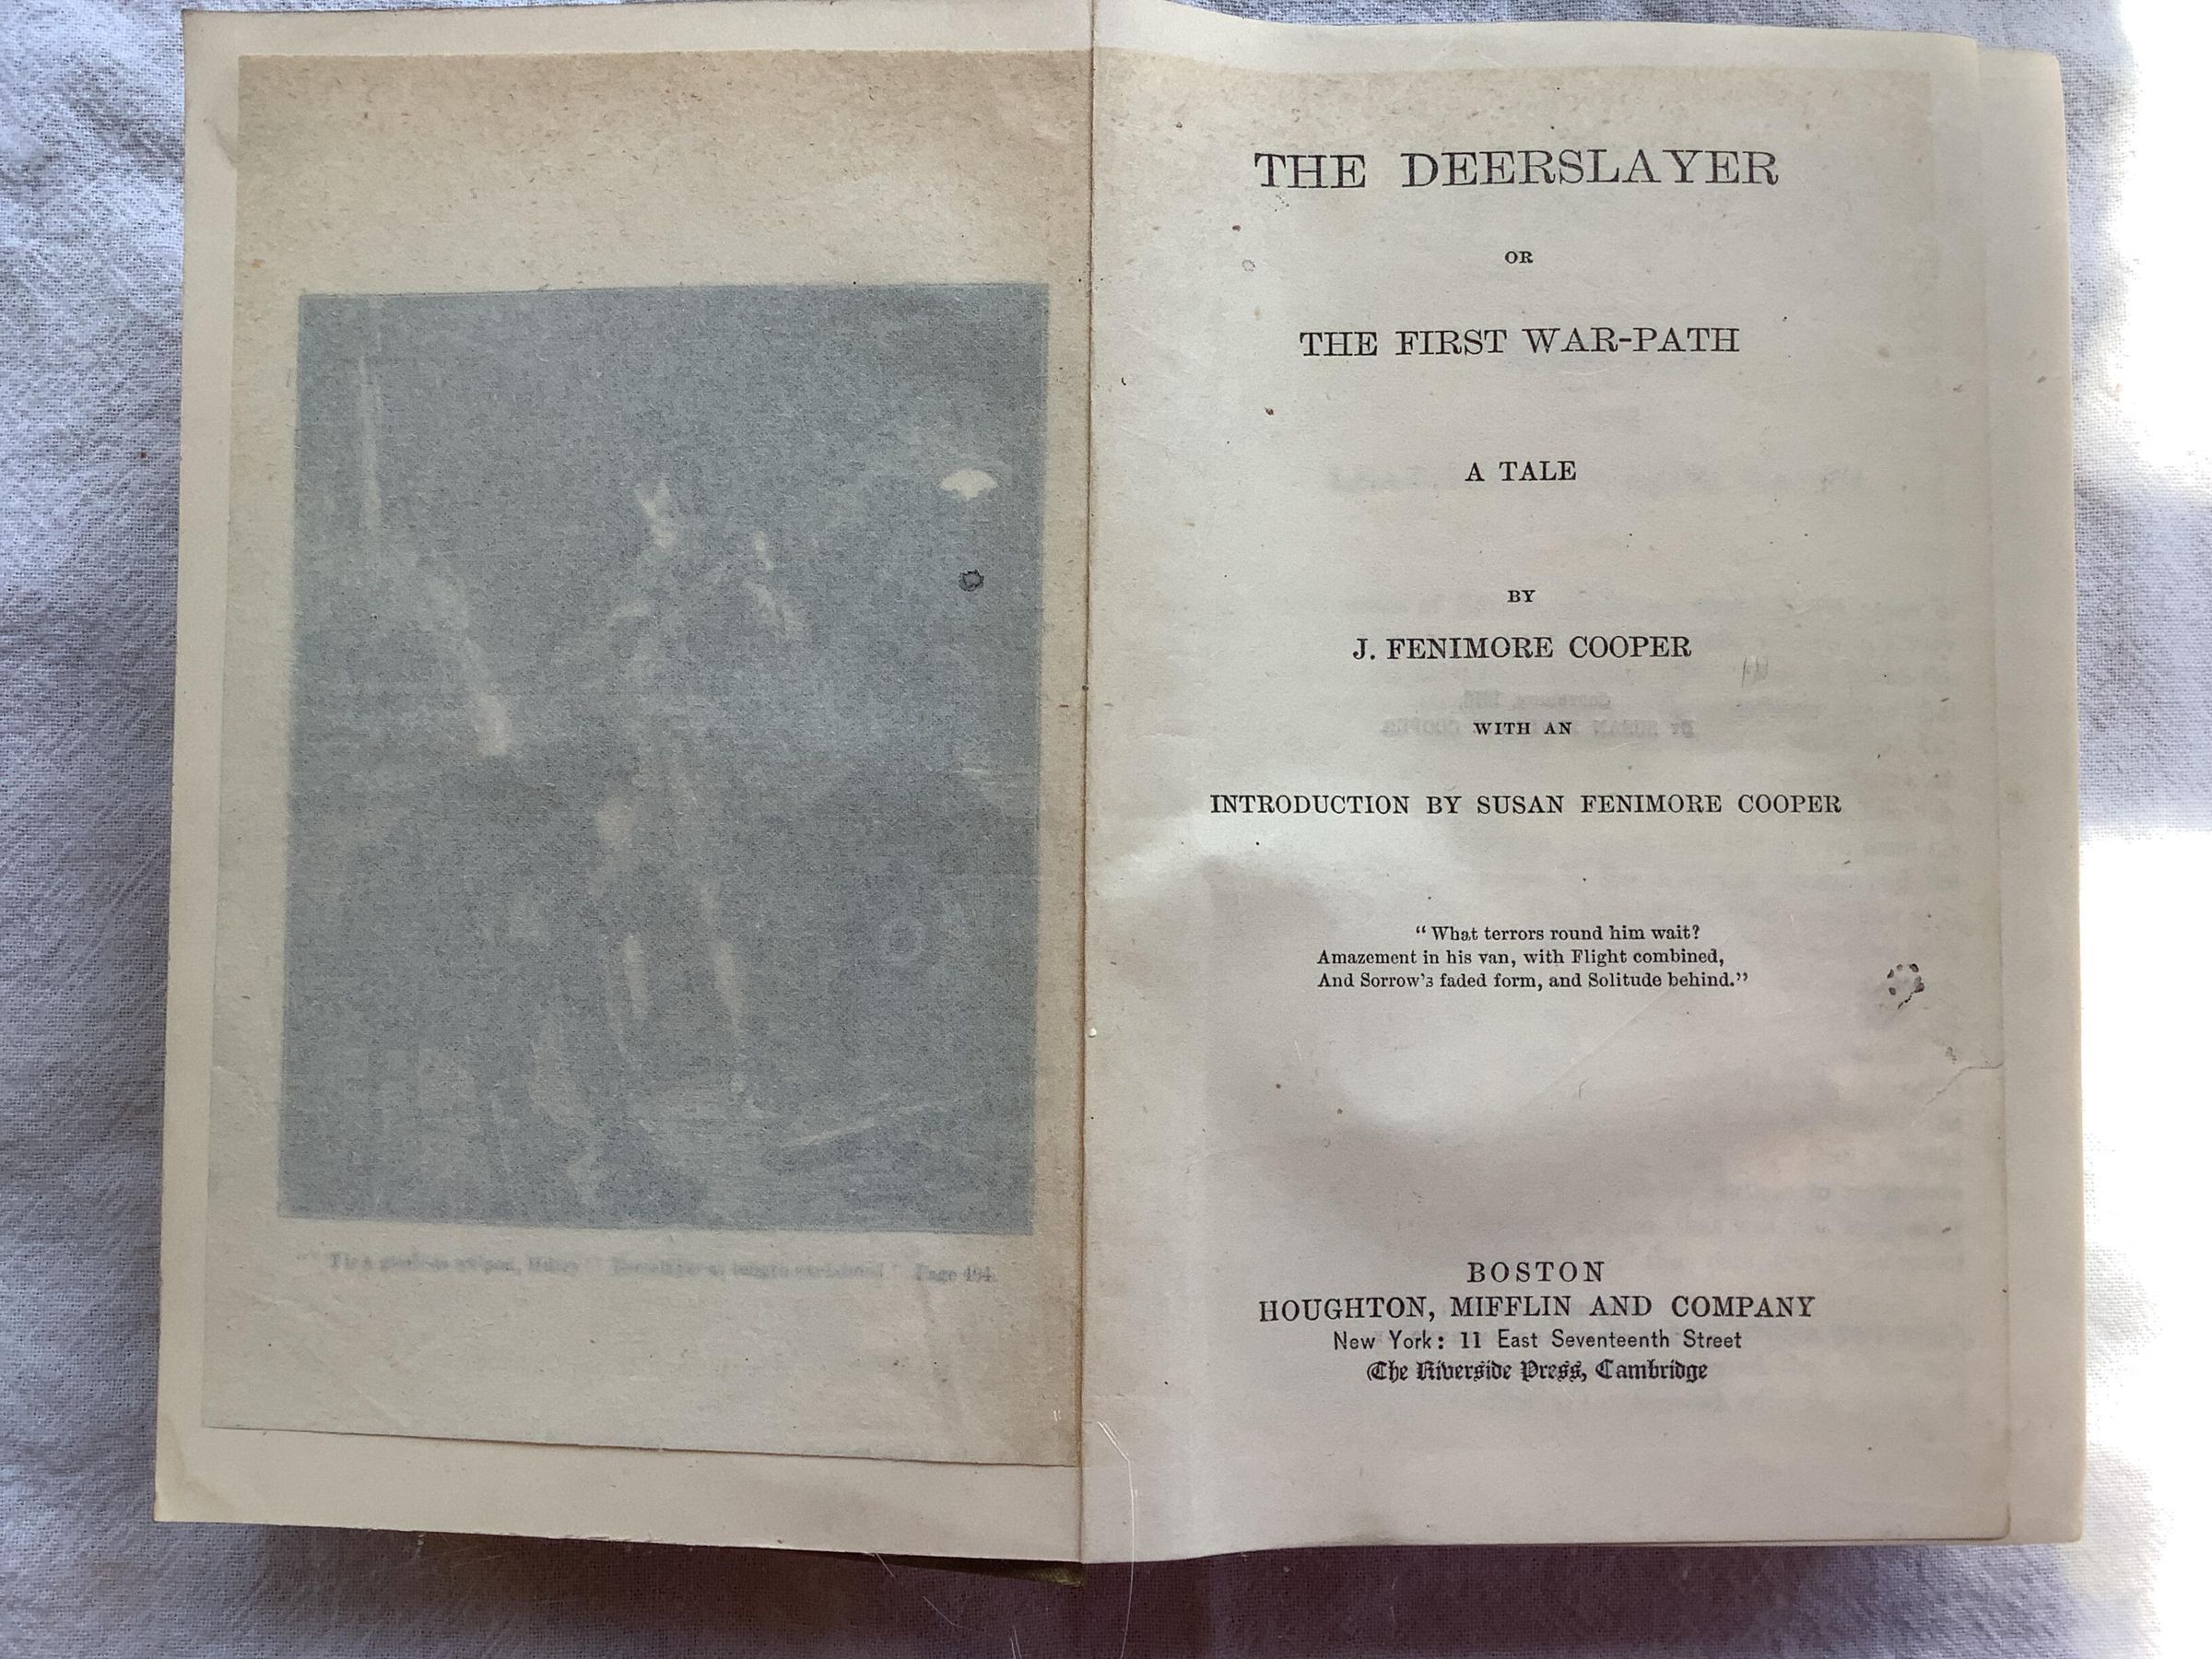 Page 494.
THE DEERSLAYER
OR
THE FIRST WAR-PATH
A TALE
BY
J. FENIMORE COOPER
WITH AN
INTRODUCTION BY SUSAN FENIMORE COOPER
“What terrors round him wait?
Amazement in his van, with Flight combined,
And Sorrow's faded form, and Solitude behind.”
BOSTON
HOUGHTON, MIFFLIN AND COMPANY
New York: 11 East Seventeenth Street
The Riverside Press, Cambridge